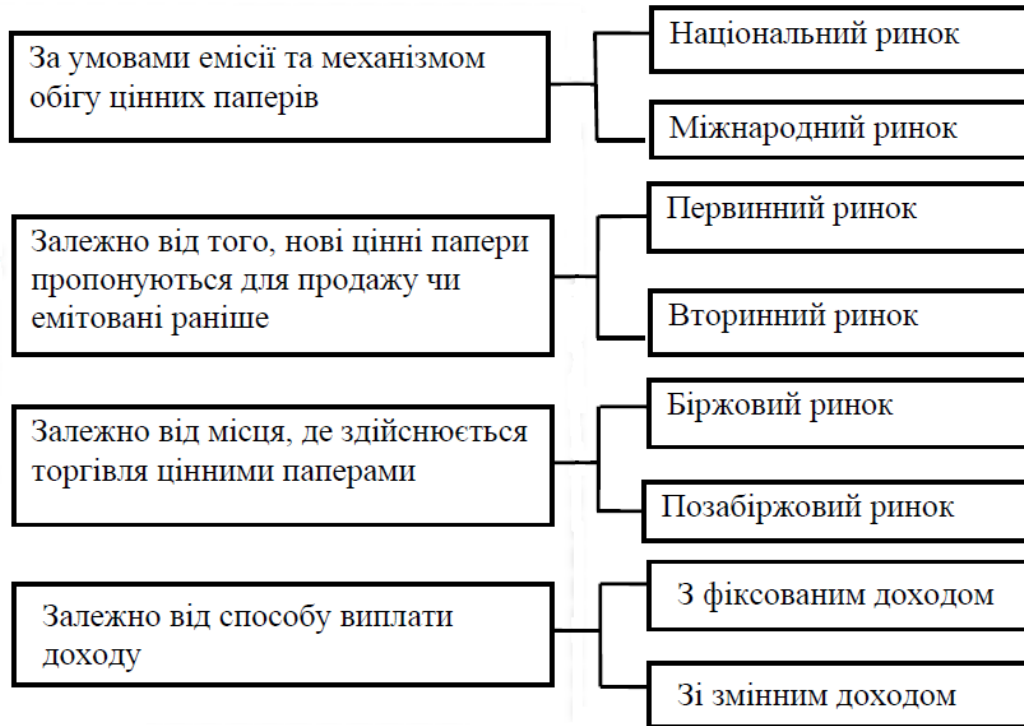 За умовами емісії та механізмом
обігу цінних паперів
Національний ринок
Міжнародний ринок
Залежно від того, нові цінні папери
пропонуються для продажу чи
емітовані раніше
Первинний ринок
Вторинний ринок
Залежно від місця, де здійснюється
торгівля цінними паперами
Біржовий ринок
Позабіржовий ринок
Залежно від способу виплати
доходу
З фіксованим доходом
Зі змінним доходом